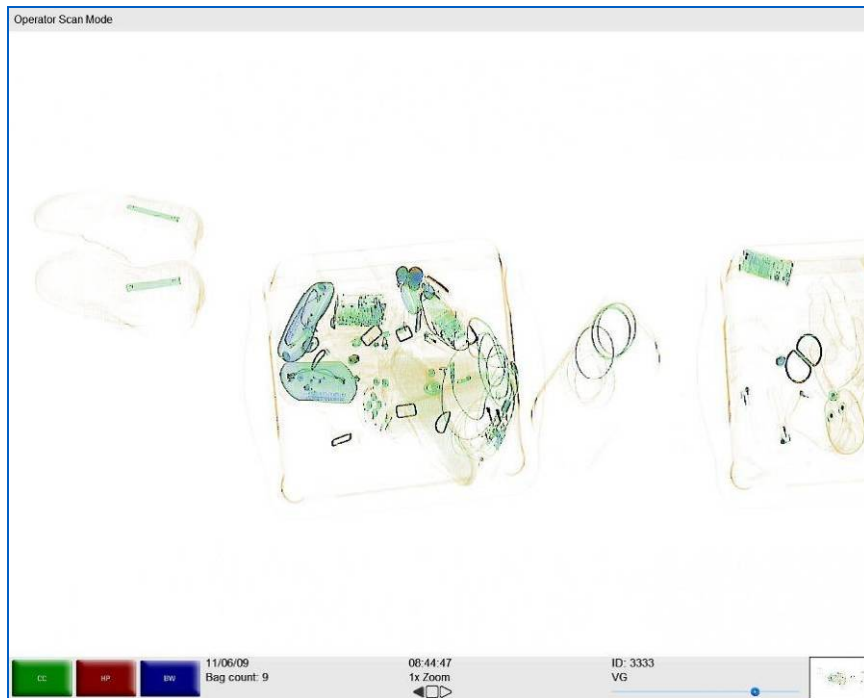 Operator Scan Mode
CC
HP
BW
11/06/09
Bag count: 9
08:44:47
1x Zoom
ID: 3333
VG